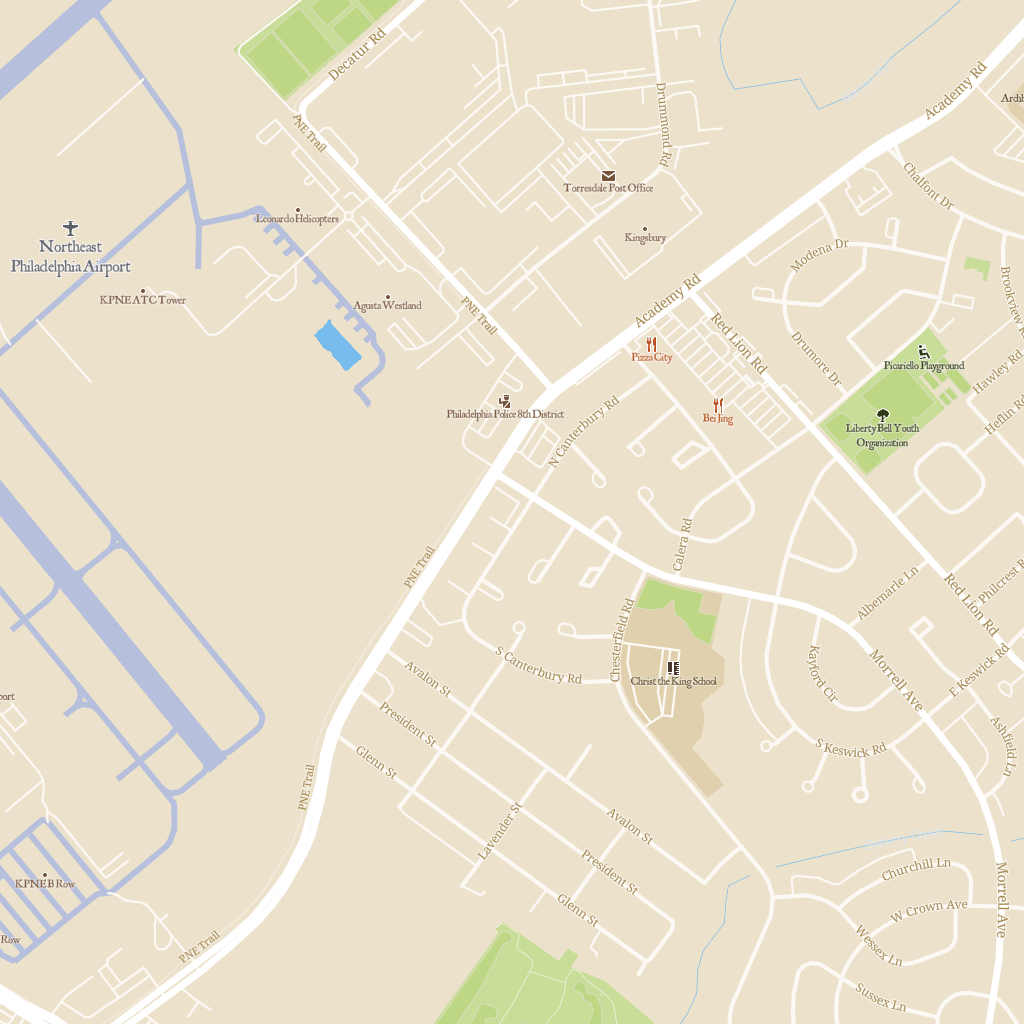 Decatur Rd
PNE Trail
Drummond Rd
Academy Rd
Archb
Torresdale Post Office
Chalfont Dr
Leonardo Helicopters
Kingsbury
Northeast
Philadelphia Airport
Modena Dr
KPNE ATC Tower
Agusta Westland
PNE Trail
Academy Rd
Brookview R
Red Lion Rd
Pizza City
Drumore Dr
Picariello Playground
Hawley Rd
Philadelphia Police 8th District
Bei Jing
N Canterbury Rd
Liberty Bell Youth
Organization
Heflin Rd
PNE Trail
Calera Rd
Albemarle Ln
Red Lion Rd
Philcrest R
Chesterfield Rd
S Canterbury Rd
Christ the King School
Kayford Cir
Morrell Ave
E Keswick Rd
Avalon St
President St
Glenn St
S Keswick Rd
Ashfield Ln
port
PNE Trail
Lavender St
Avalon St
President St
Glenn St
KPNEB Row
Row
PNE Trail
Churchill Ln
W Crown Ave
Morrell Ave
Wessex Ln
Sussex Ln